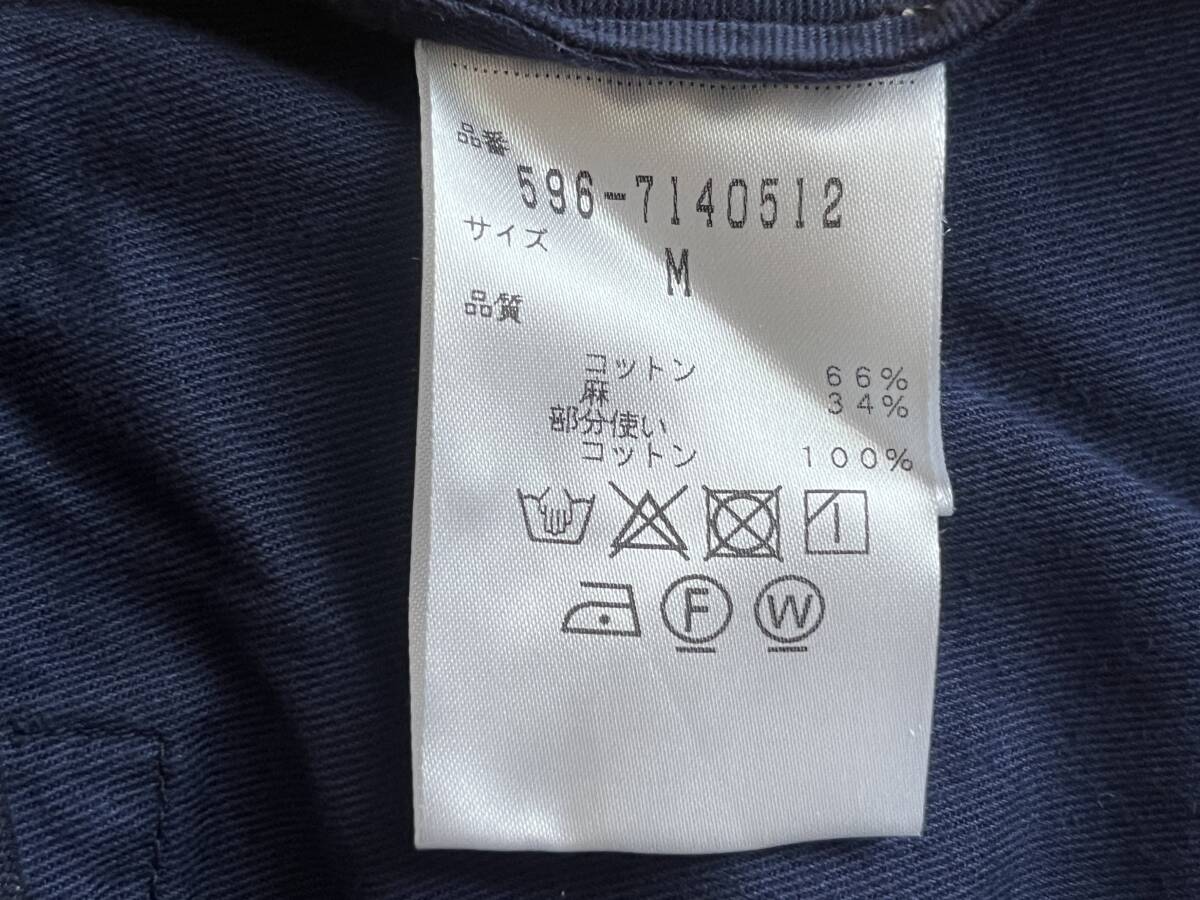 品番
596-7140512
サイズ
M
品質
コットン 66%
麻 34%
部分使い
コットン 100%
F W